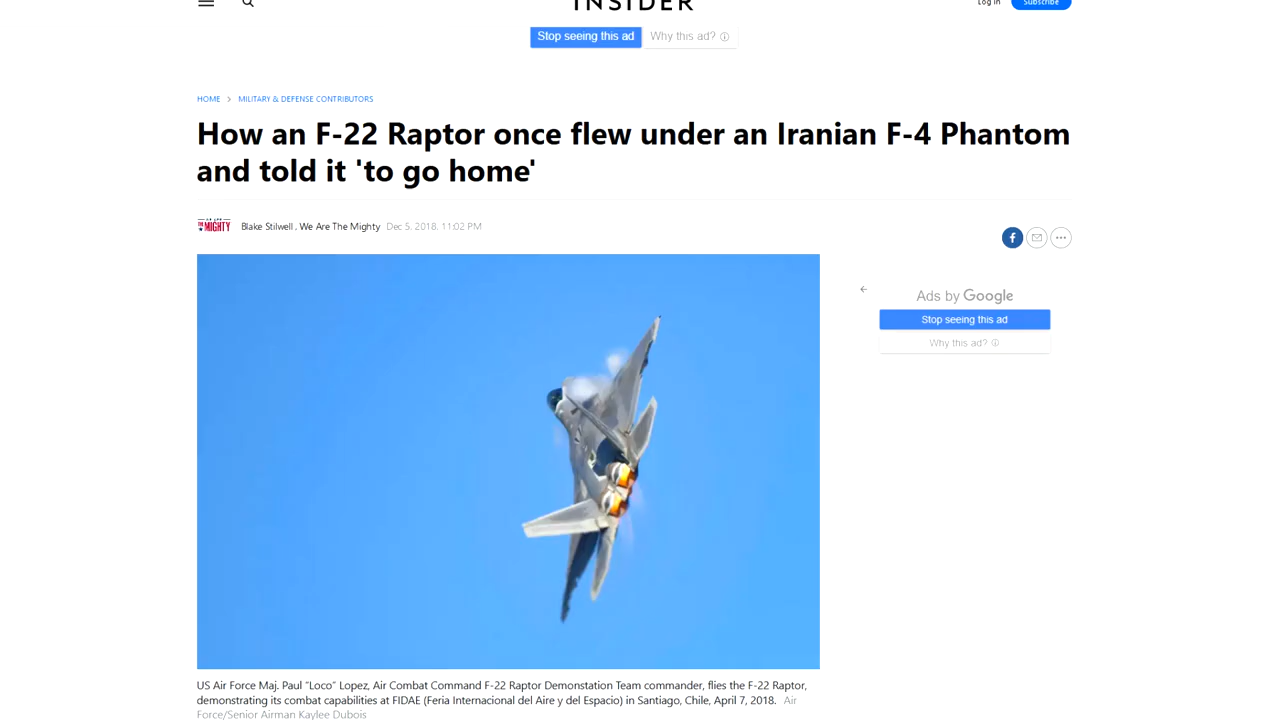 INSIDER
Log in
Subscribe
Stop seeing this ad
Why this ad?
HOME > MILITARY & DEFENSE CONTRIBUTORS
How an F-22 Raptor once flew under an Iranian F-4 Phantom
and told it 'to go home'
THE MIGHTY
Blake Stilwell , We Are The Mighty Dec 5, 2018, 11:02 PM
Ads by Google
Stop seeing this ad
Why this ad?
US Air Force Maj. Paul "Loco" Lopez, Air Combat Command F-22 Raptor Demonstation Team commander, flies the F-22 Raptor,
demonstrating its combat capabilities at FIDAE (Feria Internacional del Aire y del Espacio) in Santiago, Chile, April 7, 2018. Air
Force/Senior Airman Kaylee Dubois